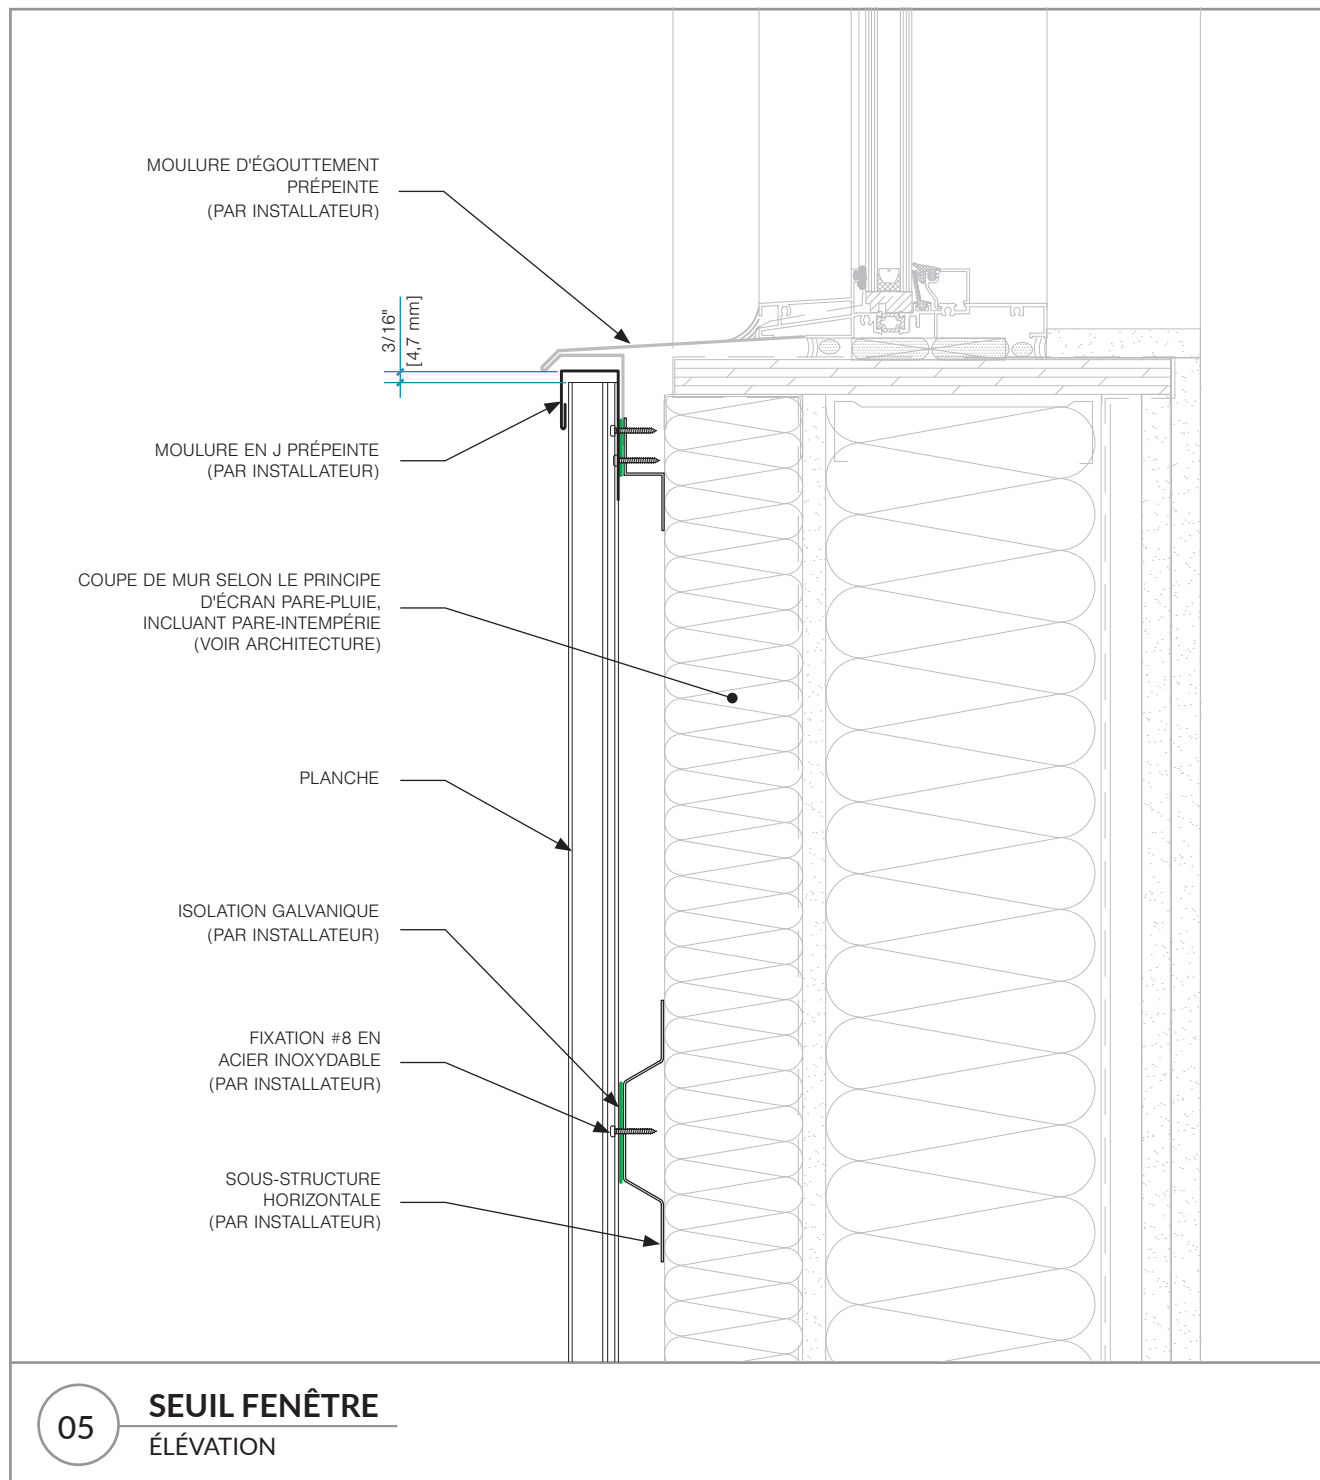 MOULURE D'ÉGOUTTEMENT
PRÉPEINTE
(PAR INSTALLATEUR)
3/16"
[4,7 mm]
MOULURE EN J PRÉPEINTE
(PAR INSTALLATEUR)
COUPE DE MUR SELON LE PRINCIPE
D'ÉCRAN PARE-PLUIE,
INCLUANT PARE-INTEMPÉRIE
(VOIR ARCHITECTURE)
PLANCHE
ISOLATION GALVANIQUE
(PAR INSTALLATEUR)
FIXATION #8 EN
ACIER INOXYDABLE
(PAR INSTALLATEUR)
SOUS-STRUCTURE
HORIZONTALE
(PAR INSTALLATEUR)
05
SEUIL FENÊTRE
ÉLÉVATION